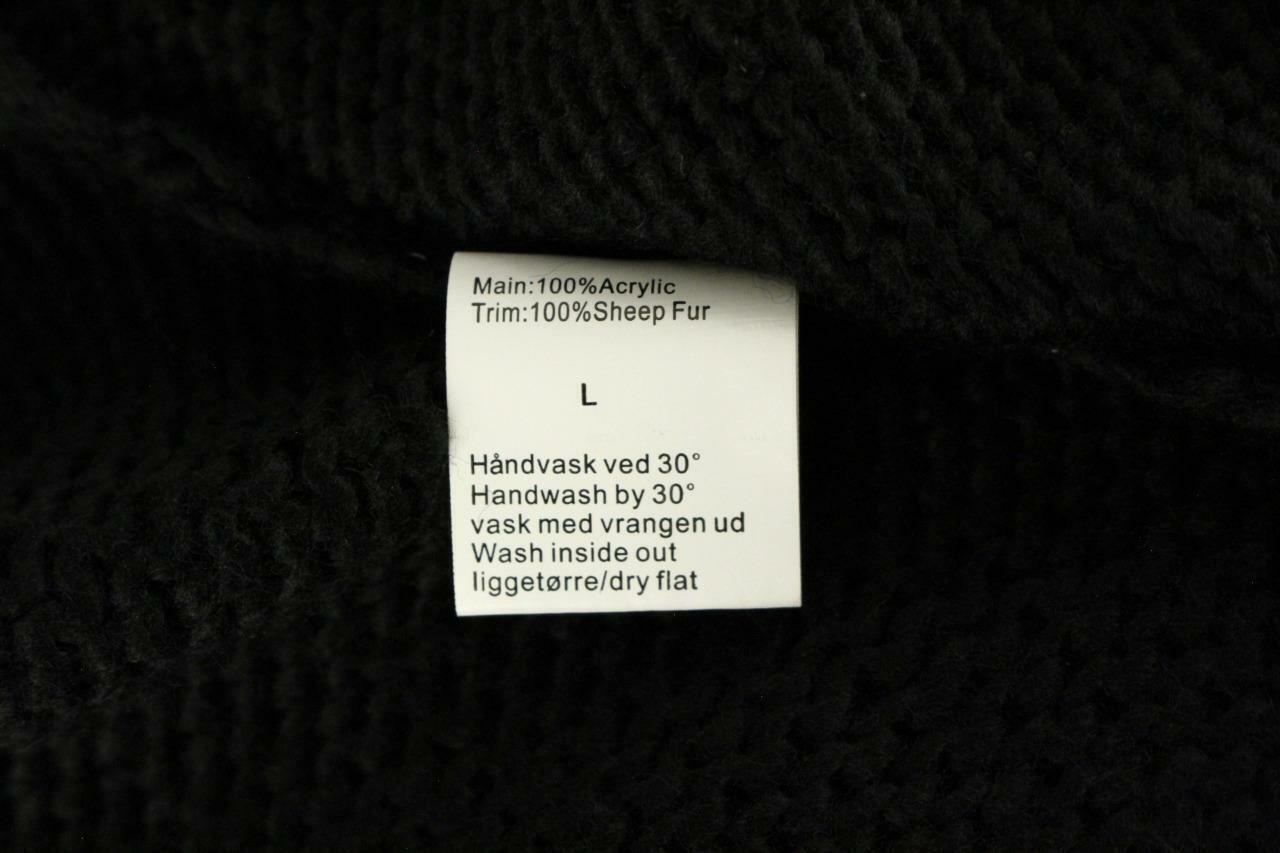 Main:100%Acrylic
Trim:100%Sheep Fur
L
Håndvask ved 30°
Handwash by 30°
vask med vrangen ud
Wash inside out
liggetørre/dry flat